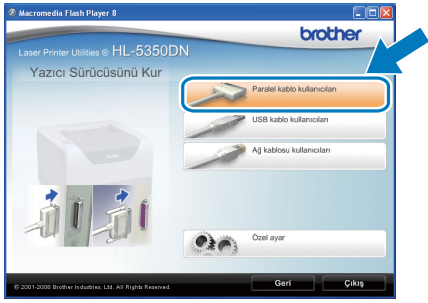 Macromedia Flash Player 8
brother
Laser Printer Utilities © HL-5350DN
Yazıcı Sürücüsünü Kur
Paralel kablo kullanıcıları
USB kablo kullanıcıları
Ağ kablosu kullanıcıları
Özel ayar
© 2001-2008 Brother Industries, Ltd. All Rights Reserved.
Geri
Çıkış